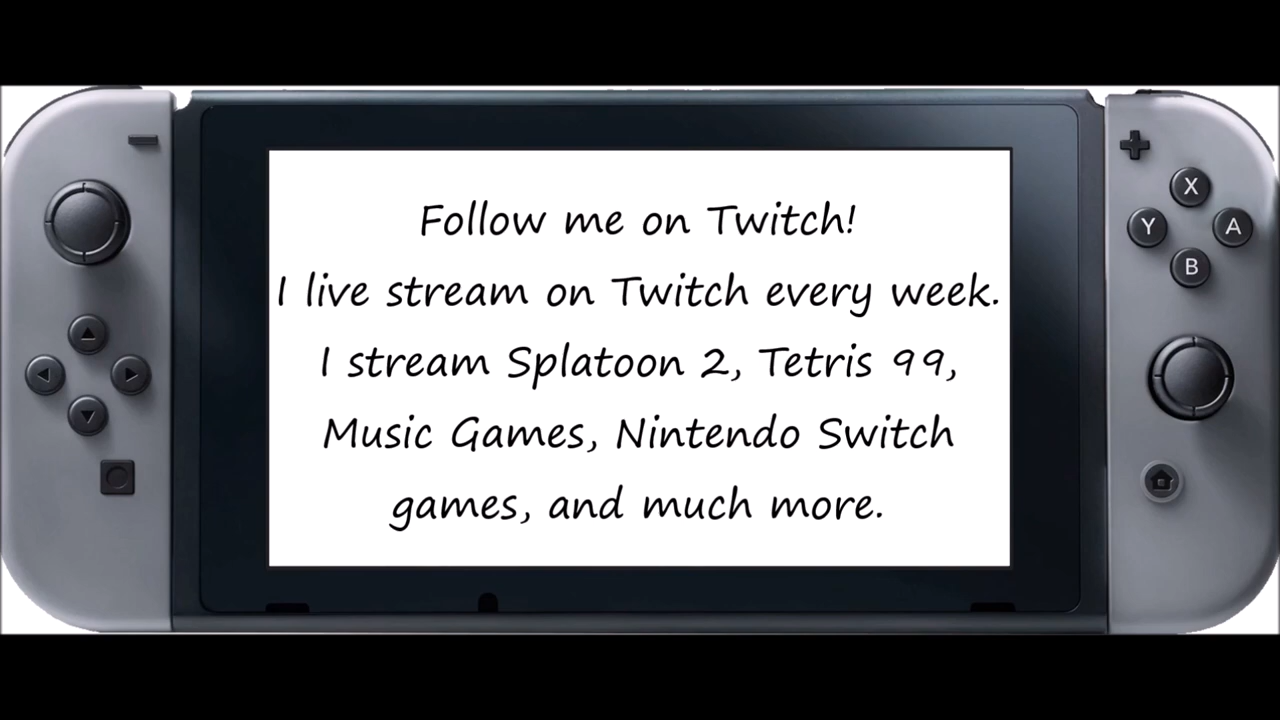 Follow me on Twitch!
I live stream on Twitch every week.
I stream Splatoon 2, Tetris 99,
Music Games, Nintendo Switch
games, and much more.
X
Y
A
B